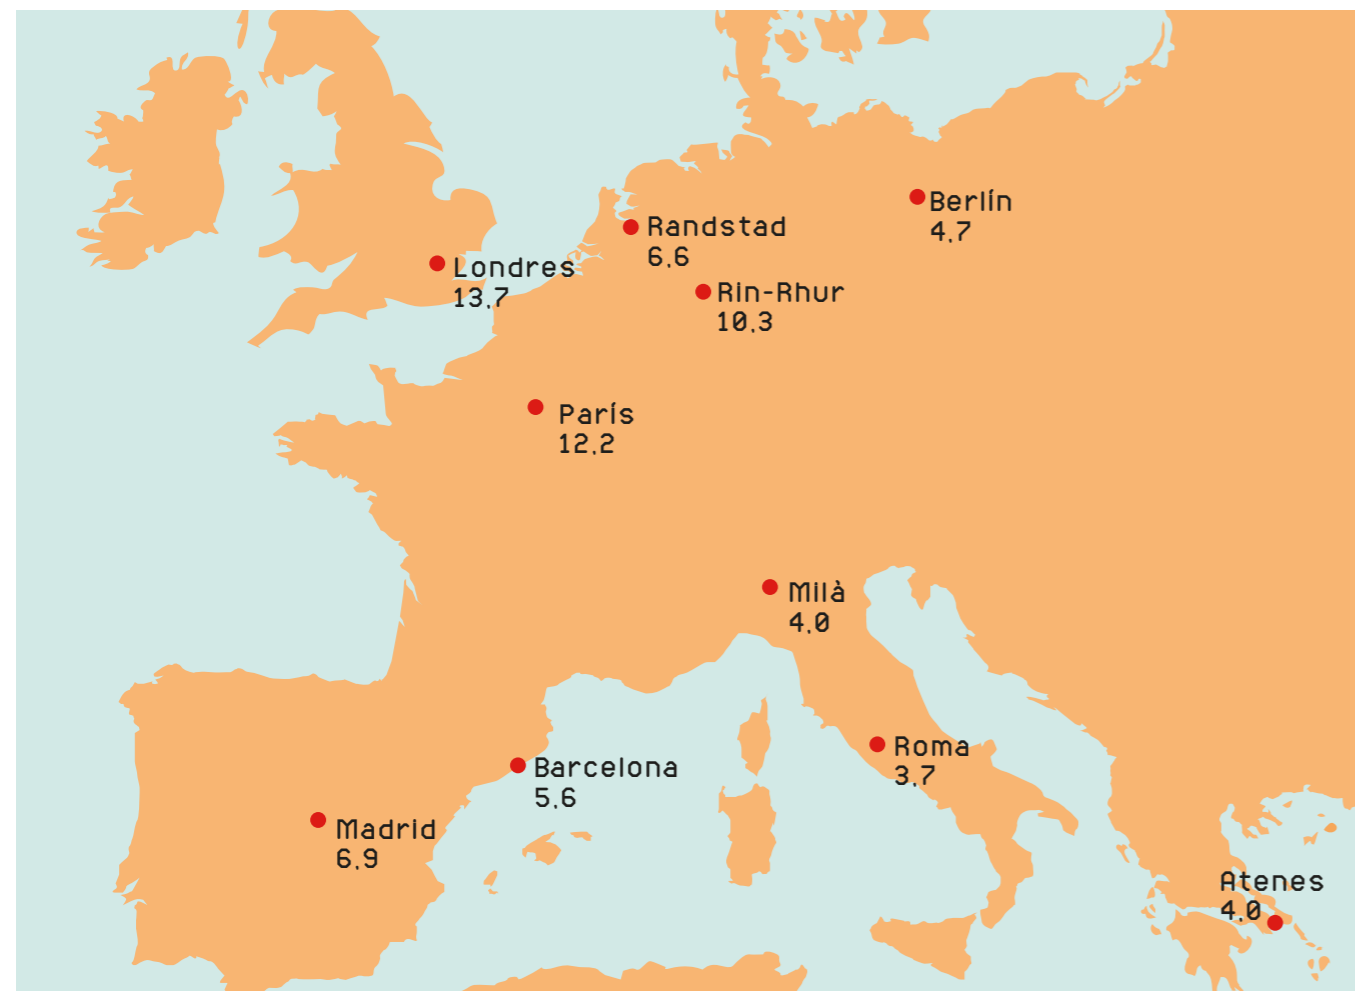 Berlín
4,7
Randstad
6,6
Londres
13,7
Rin-Rhur
10,3
París
12,2
Milà
4,0
Roma
3,7
Barcelona
5,6
Madrid
6,9
Atenes
4,0